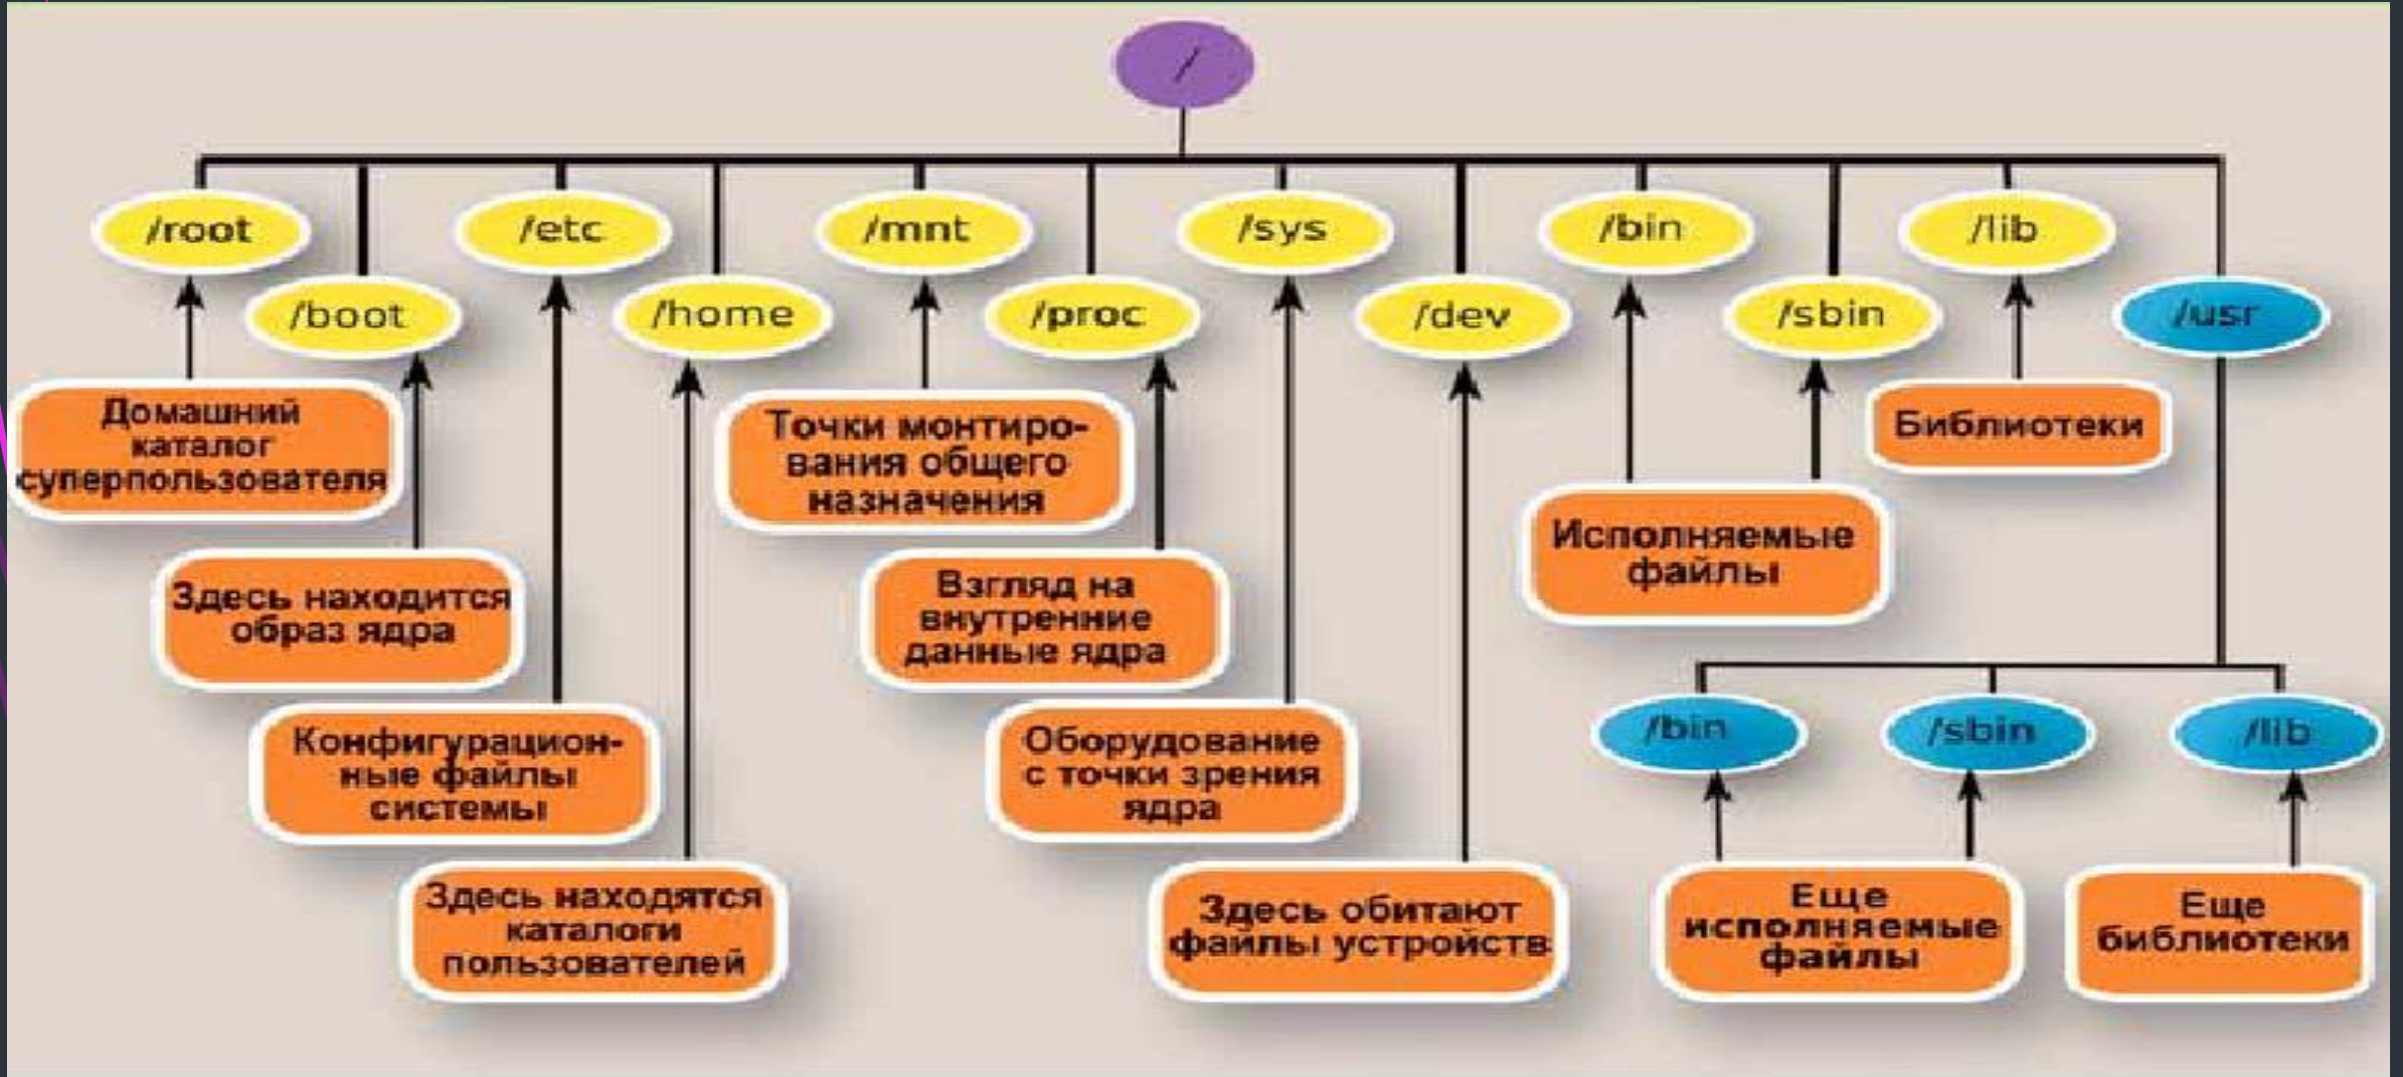 /
/root
/etc
/mnt
/sys
/bin
/lib
/boot
/home
/proc
/dev
/sbin
/usr
Домашний
каталог
суперпользователя
Точки монтиро-
вания общего
назначения
Библиотеки
Исполняемые
файлы
Здесь находится
образ ядра
Взгляд на
внутренние
данные ядра
Конфигурацион-
ные файлы
системы
Оборудование
с точки зрения
ядра
/bin
/sbin
/lib
Здесь находятся
каталоги
пользователей
Здесь обитают
файлы устройств
Еще
исполняемые
файлы
Еще
библиотеки